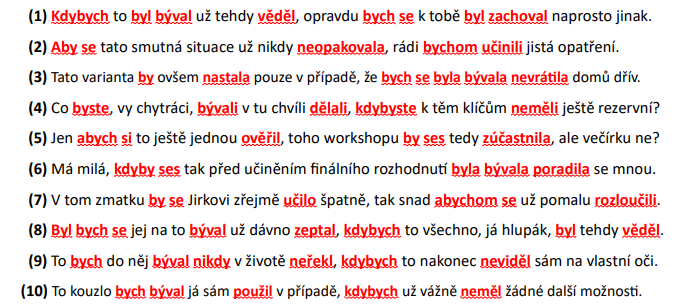 (1) Kdybych to byl býval už tehdy věděl, opravdu bych se k tobě byl zachoval naprosto jinak.
(2) Aby se tato smutná situace už nikdy neopakovala, rádi bychom učinili jistá opatření.
(3) Tato varianta by ovšem nastala pouze v případě, že bych se byla bývala nevrátila domů dřív.
(4) Co byste, vy chytráci, bývali v tu chvíli dělali, kdybyste k těm klíčům neměli ještě rezervní?
(5) Jen abych si to ještě jednou ověřil, toho workshopu by ses tedy zúčastnila, ale večírku ne?
(6) Má milá, kdyby ses tak před učiněním finálního rozhodnutí byla bývala poradila se mnou.
(7) V tom zmatku by se Jirkovi zřejmě učilo špatně, tak snad abychom se už pomalu rozloučili.
(8) Byl bych se jej na to býval už dávno zeptal, kdybych to všechno, já hlupák, byl tehdy věděl.
(9) To bych do něj býval nikdy v životě neřekl, kdybych to nakonec neviděl sám na vlastní oči.
(10) To kouzlo bych býval já sám použil v případě, kdybych už vážně neměl žádné další možnosti.